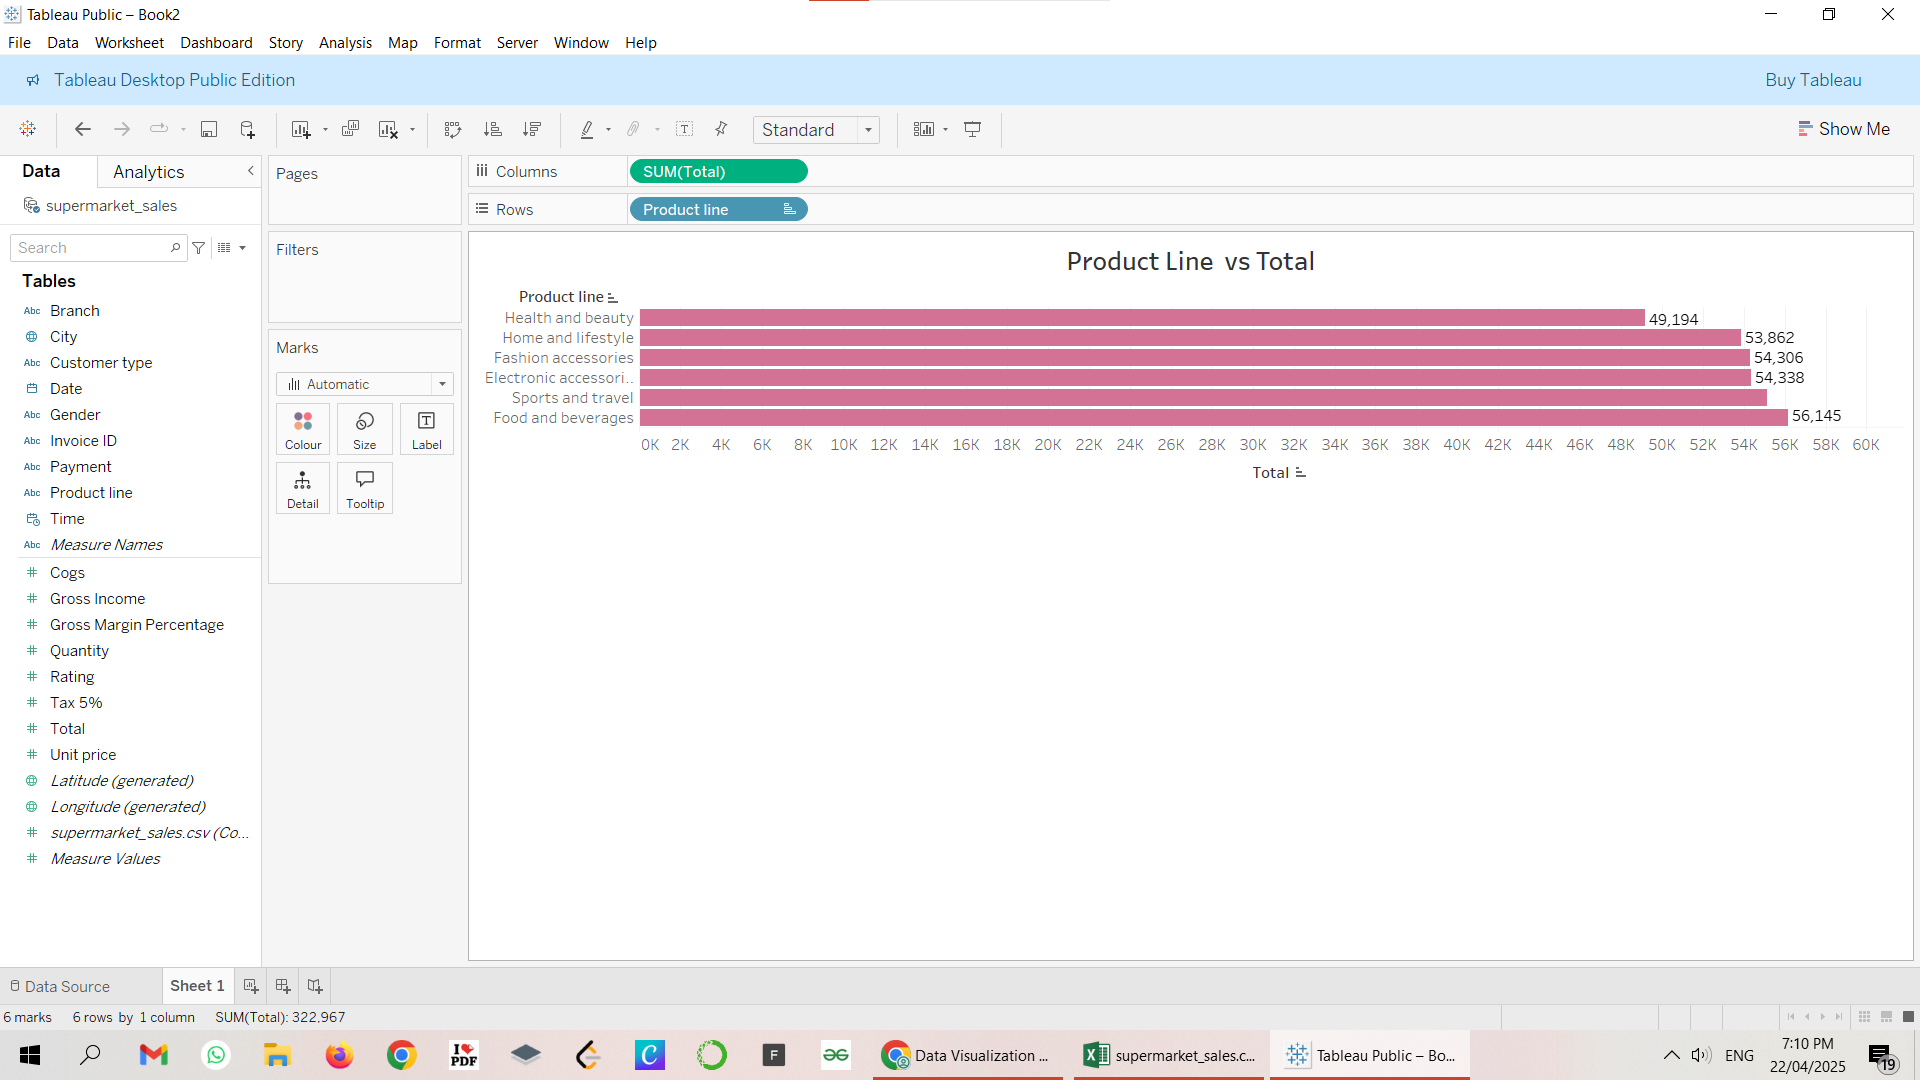 Tableau Public – Book2
File Data Worksheet Dashboard Story Analysis Map Format Server Window Help
Tableau Desktop Public Edition
Buy Tableau
Standard
Show Me
Data
Analytics
supermarket_sales
Search
Tables
Abc Branch
City
Abc Customer type
Date
Abc Gender
Abc Invoice ID
Abc Payment
Abc Product line
Time
Abc Measure Names
# Cogs
# Gross Income
# Gross Margin Percentage
# Quantity
# Rating
# Tax 5%
# Total
# Unit price
Latitude (generated)
Longitude (generated)
# supermarket_sales.csv (Co...
# Measure Values
Pages
Filters
Marks
Automatic
Colour Size Label
Detail Tooltip
Columns SUM(Total)
Rows Product line
Product Line vs Total
Product line
Health and beauty 49,194
Home and lifestyle 53,862
Fashion accessories 54,306
Electronic accessori.. 54,338
Sports and travel
Food and beverages 56,145
0K 2K 4K 6K 8K 10K 12K 14K 16K 18K 20K 22K 24K 26K 28K 30K 32K 34K 36K 38K 40K 42K 44K 46K 48K 50K 52K 54K 56K 58K 60K
Total
Data Source
Sheet 1
6 marks 6 rows by 1 column SUM(Total): 322,967
I PDF
F
Data Visualization ...
supermarket_sales.c...
Tableau Public – Bo...
ENG
7:10 PM
22/04/2025
19